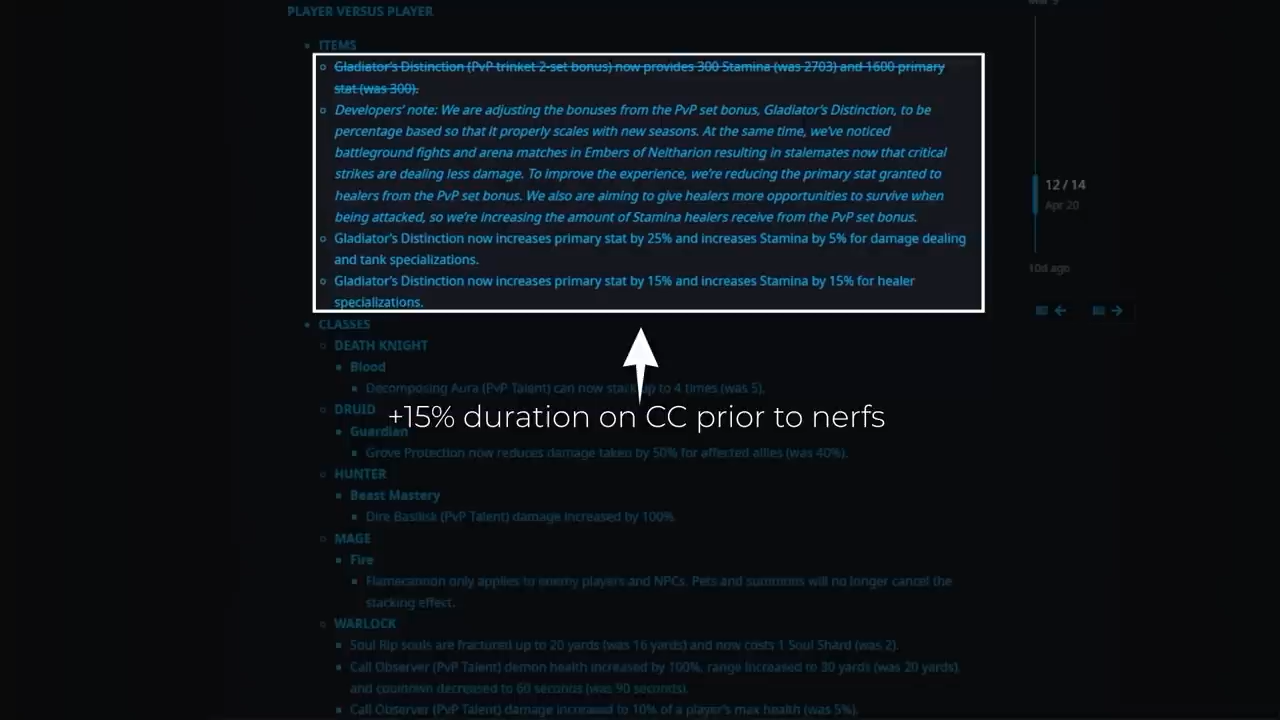 PLAYER VERSUS PLAYER
ITEMS
Gladiator's Distinction (PvP trinket 2-set bonus) now provides 300 Stamina (was 2703) and 1600 primary
stat (was 300).
Developers' note: We are adjusting the bonuses from the PvP set bonus, Gladiator's Distinction, to be
percentage based so that it properly scales with new seasons. At the same time, we've noticed
battleground fights and arena matches in Embers of Neltharion resulting in stalemates now that critical
strikes are dealing less damage. To improve the experience, we're reducing the primary stat granted to
healers from the PvP set bonus. We also are aiming to give healers more opportunities to survive when
being attacked, so we're increasing the amount of Stamina healers receive from the PvP set bonus.
Gladiator's Distinction now increases primary stat by 25% and increases Stamina by 5% for damage dealing
and tank specializations.
Gladiator's Distinction now increases primary stat by 15% and increases Stamina by 15% for healer
specializations.
CLASSES
DEATH KNIGHT
Blood
Decomposing Aura (PvP Talent) can now stack up to 4 times (was 5).
DRUID
+15% duration on CC prior to nerfs
Guardian
Grove Protection now reduces damage taken by 50% for affected allies (was 40%).
HUNTER
Beast Mastery
Dire Basilisk (PvP Talent) damage increased by 100%.
MAGE
Fire
Flamecannon only applies to enemy players and NPCs. Pets and summons will no longer cancel the
stacking effect.
WARLOCK
Soul Rip souls are fractured up to 20 yards (was 16 yards) and now costs 1 Soul Shard (was 2).
Call Observer (PvP Talent) demon health increased by 100%, range increased to 30 yards (was 20 yards),
and countdown decreased to 60 seconds (was 90 seconds).
Call Observer (PvP Talent) damage increased to 10% of a player's max health (was 5%).
Mar 9
12 / 14
Apr 20
10d ago